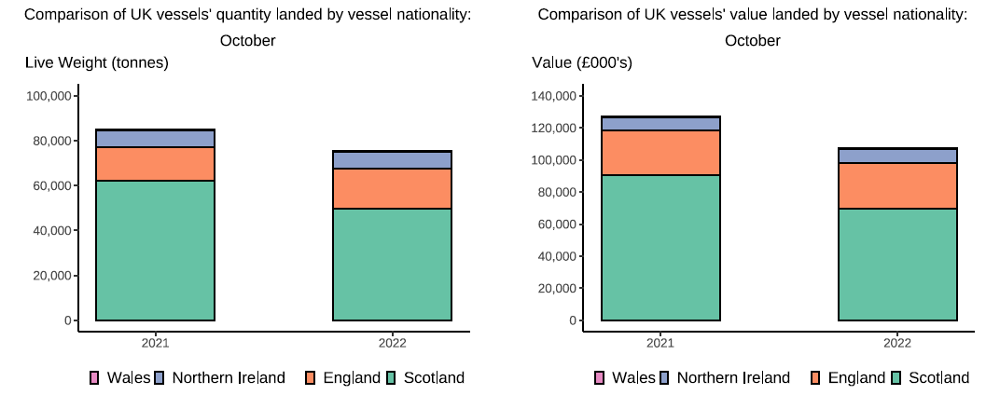 Comparison of UK vessels' quantity landed by vessel nationality:
October
Live Weight (tonnes)
100,000
80,000
60,000
40,000
20,000
0
2021 2022
Wales Northern Ireland England Scotland
Comparison of UK vessels' value landed by vessel nationality:
October
Value (£000's)
140,000
120,000
100,000
80,000
60,000
40,000
20,000
0
2021 2022
Wales Northern Ireland England Scotland